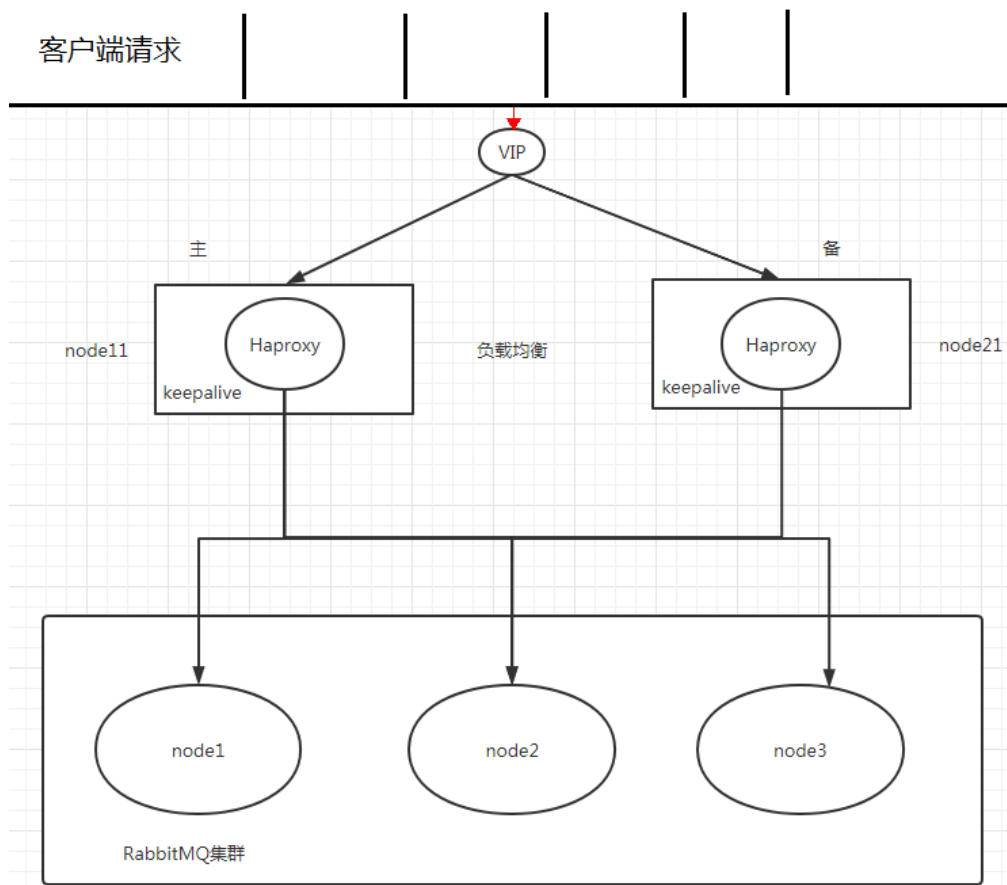 客户端请求
VIP
主
备
Haproxy
Haproxy
node11
负载均衡
node21
keepalive
keepalive
node1
node2
node3
RabbitMQ集群